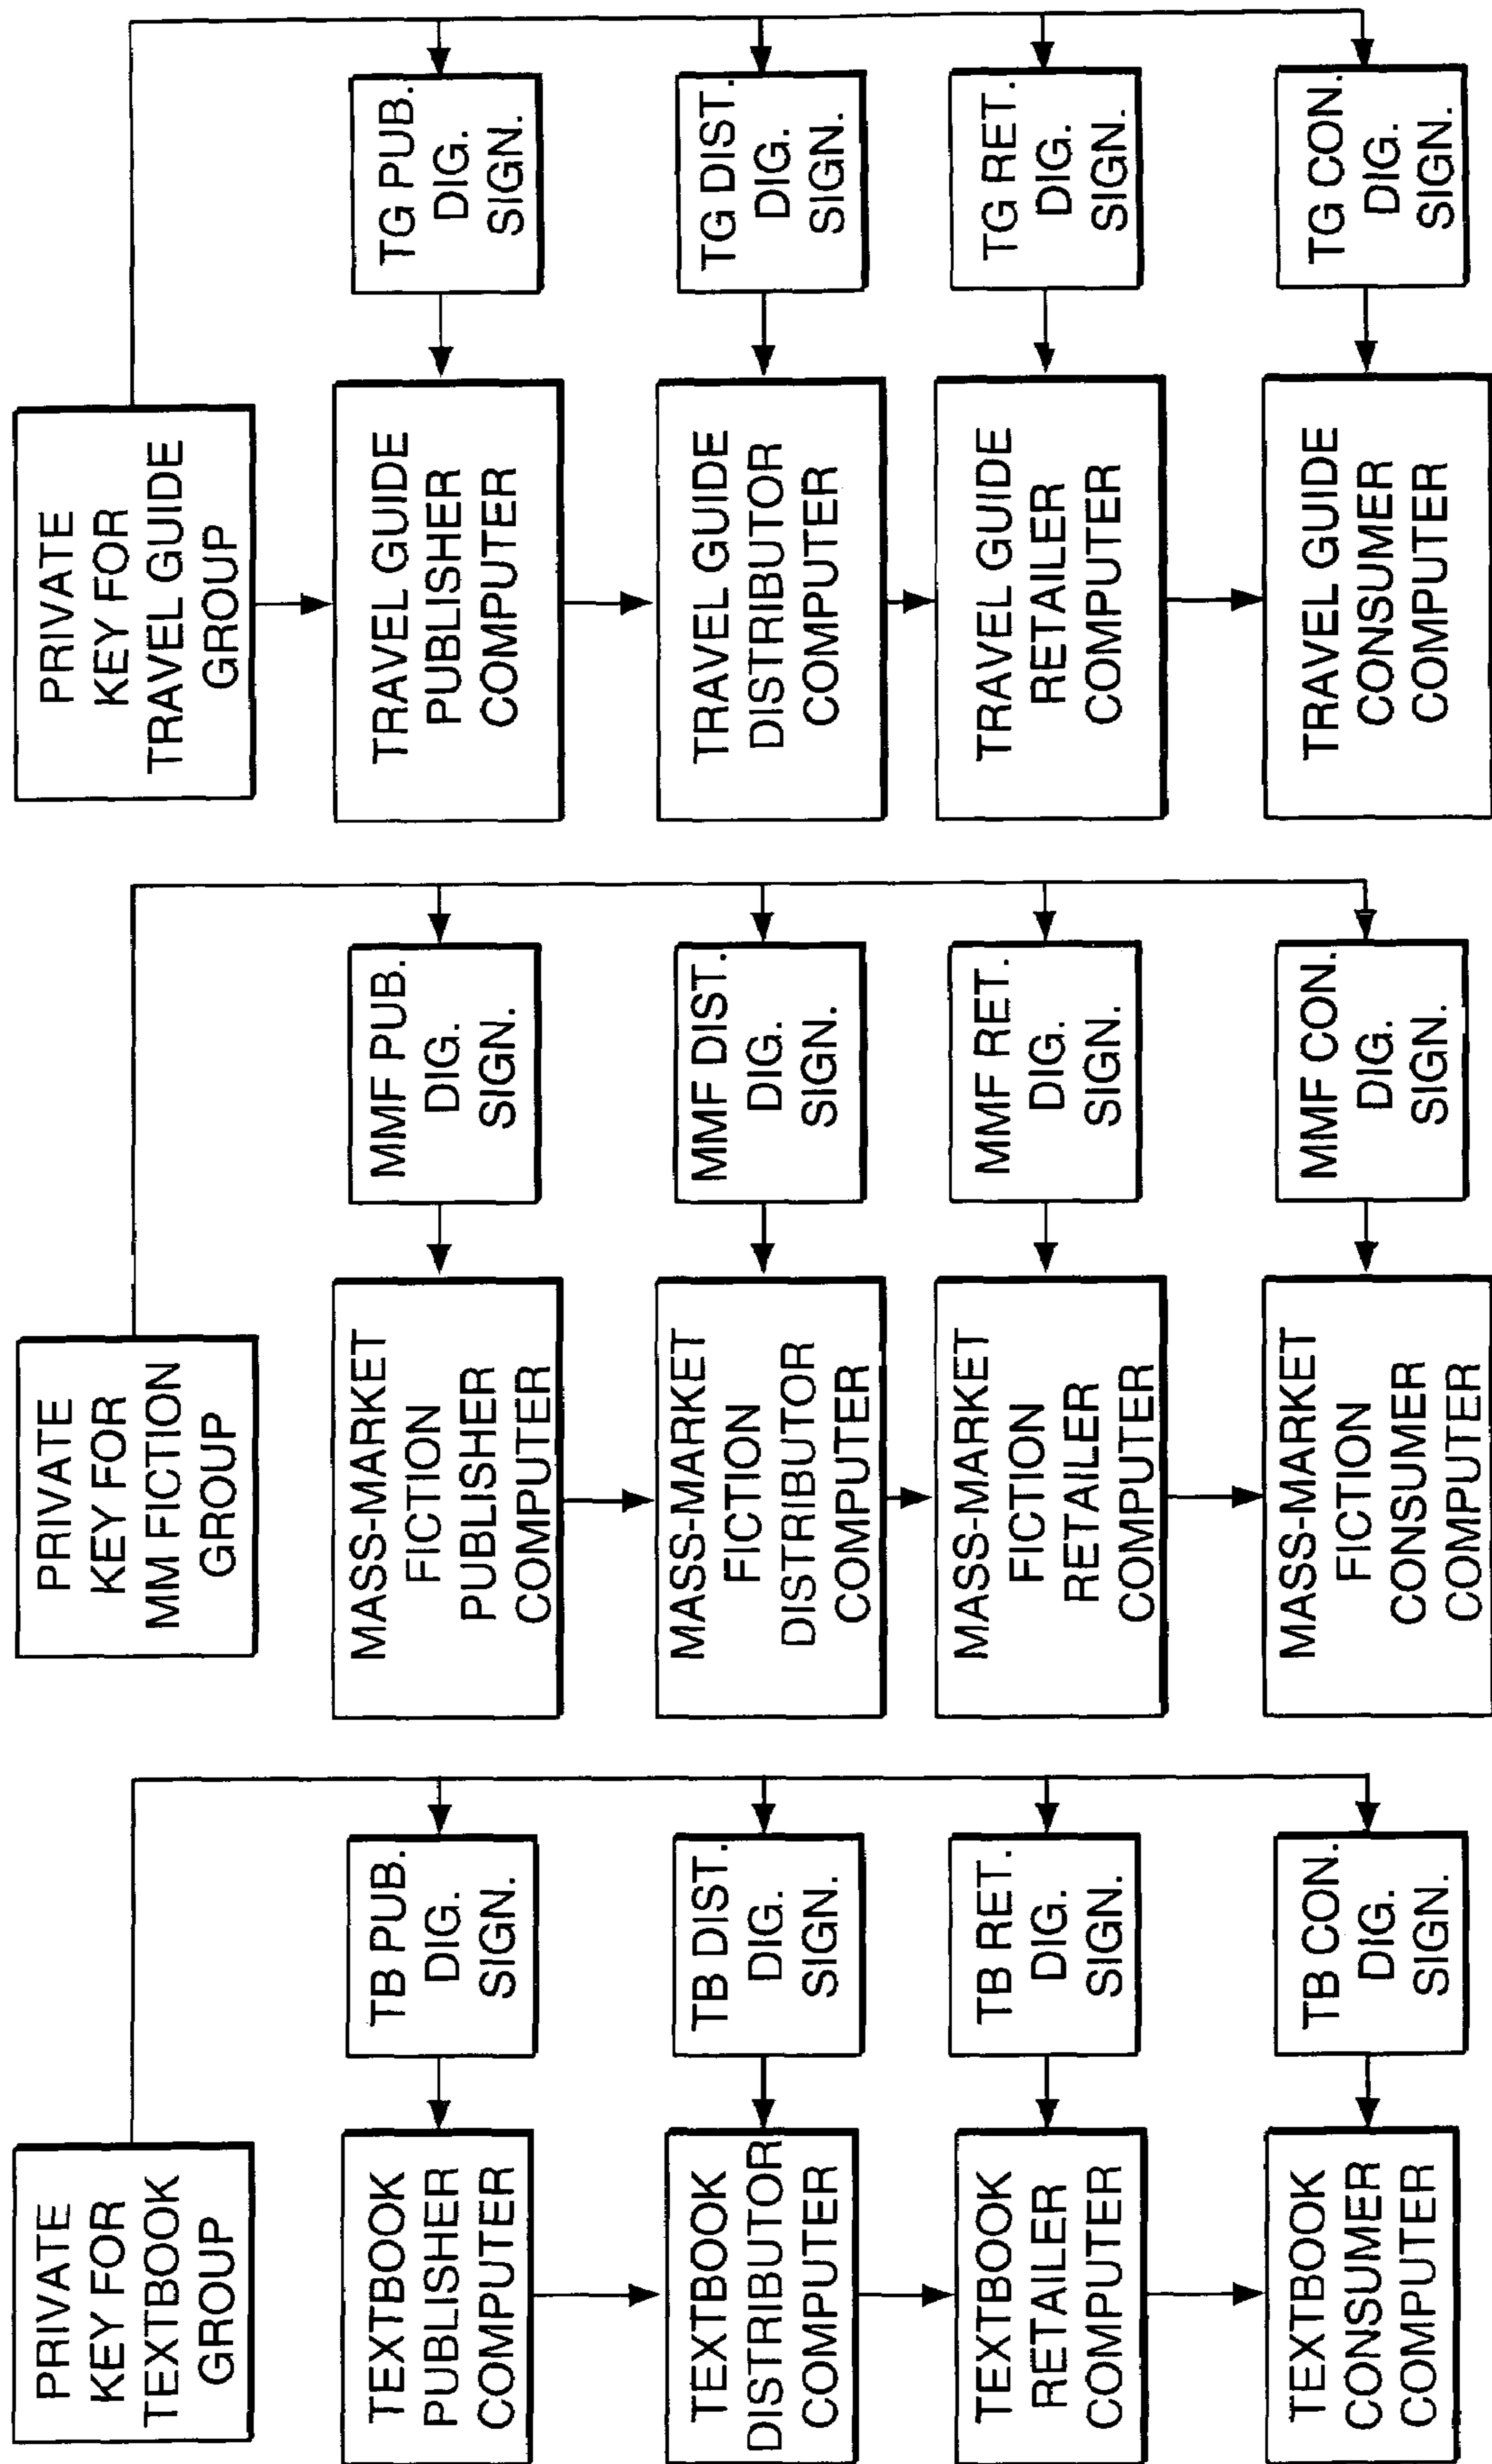 PRIVATE
KEY FOR
TEXTBOOK
GROUP
TEXTBOOK
PUBLISHER
COMPUTER
TB PUB.
DIG.
SIGN.
TEXTBOOK
DISTRIBUTOR
COMPUTER
TB DIST.
DIG.
SIGN.
TEXTBOOK
RETAILER
COMPUTER
TB RET.
DIG.
SIGN.
TEXTBOOK
CONSUMER
COMPUTER
TB CON.
DIG.
SIGN.
PRIVATE
KEY FOR
MM FICTION
GROUP
MASS-MARKET
FICTION
PUBLISHER
COMPUTER
MMF PUB.
DIG.
SIGN.
MASS-MARKET
FICTION
DISTRIBUTOR
COMPUTER
MMF DIST.
DIG.
SIGN.
MASS-MARKET
FICTION
RETAILER
COMPUTER
MMF RET.
DIG.
SIGN.
MASS-MARKET
FICTION
CONSUMER
COMPUTER
MMF CON.
DIG.
SIGN.
PRIVATE
KEY FOR
TRAVEL GUIDE
GROUP
TRAVEL GUIDE
PUBLISHER
COMPUTER
TG PUB.
DIG.
SIGN.
TRAVEL GUIDE
DISTRIBUTOR
COMPUTER
TG DIST.
DIG.
SIGN.
TRAVEL GUIDE
RETAILER
COMPUTER
TG RET.
DIG.
SIGN.
TRAVEL GUIDE
CONSUMER
COMPUTER
TG CON.
DIG.
SIGN.